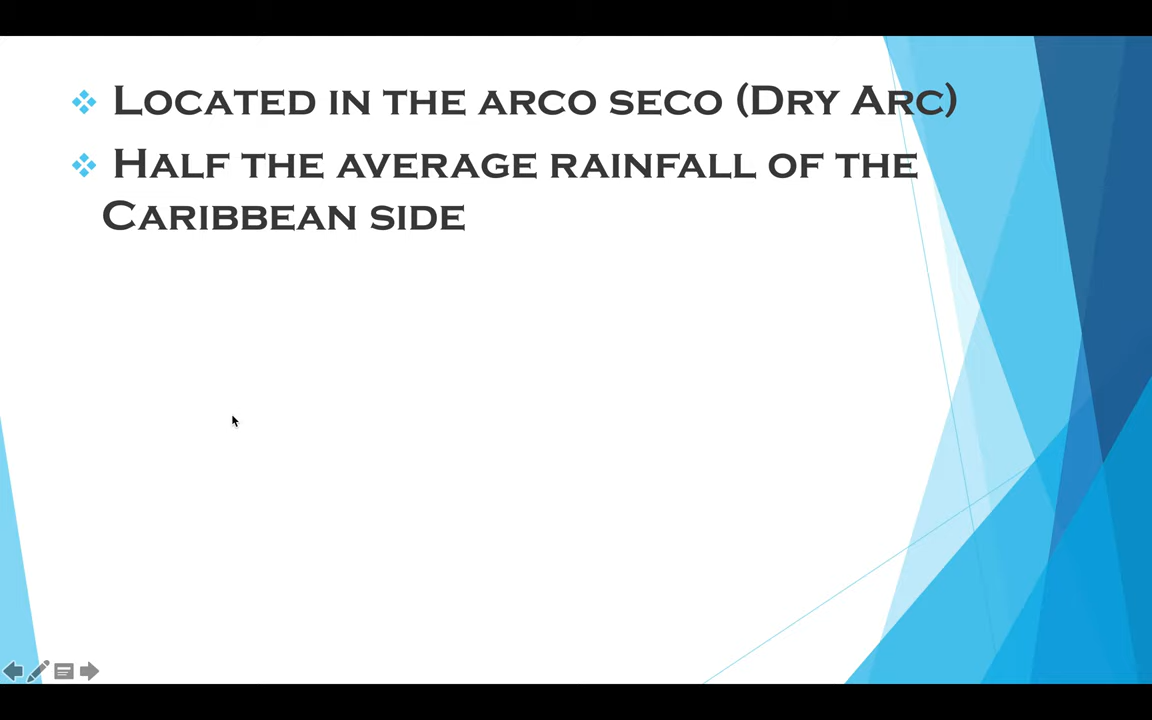 Located in the arco seco (Dry Arc)
Half the average rainfall of the
Caribbean side